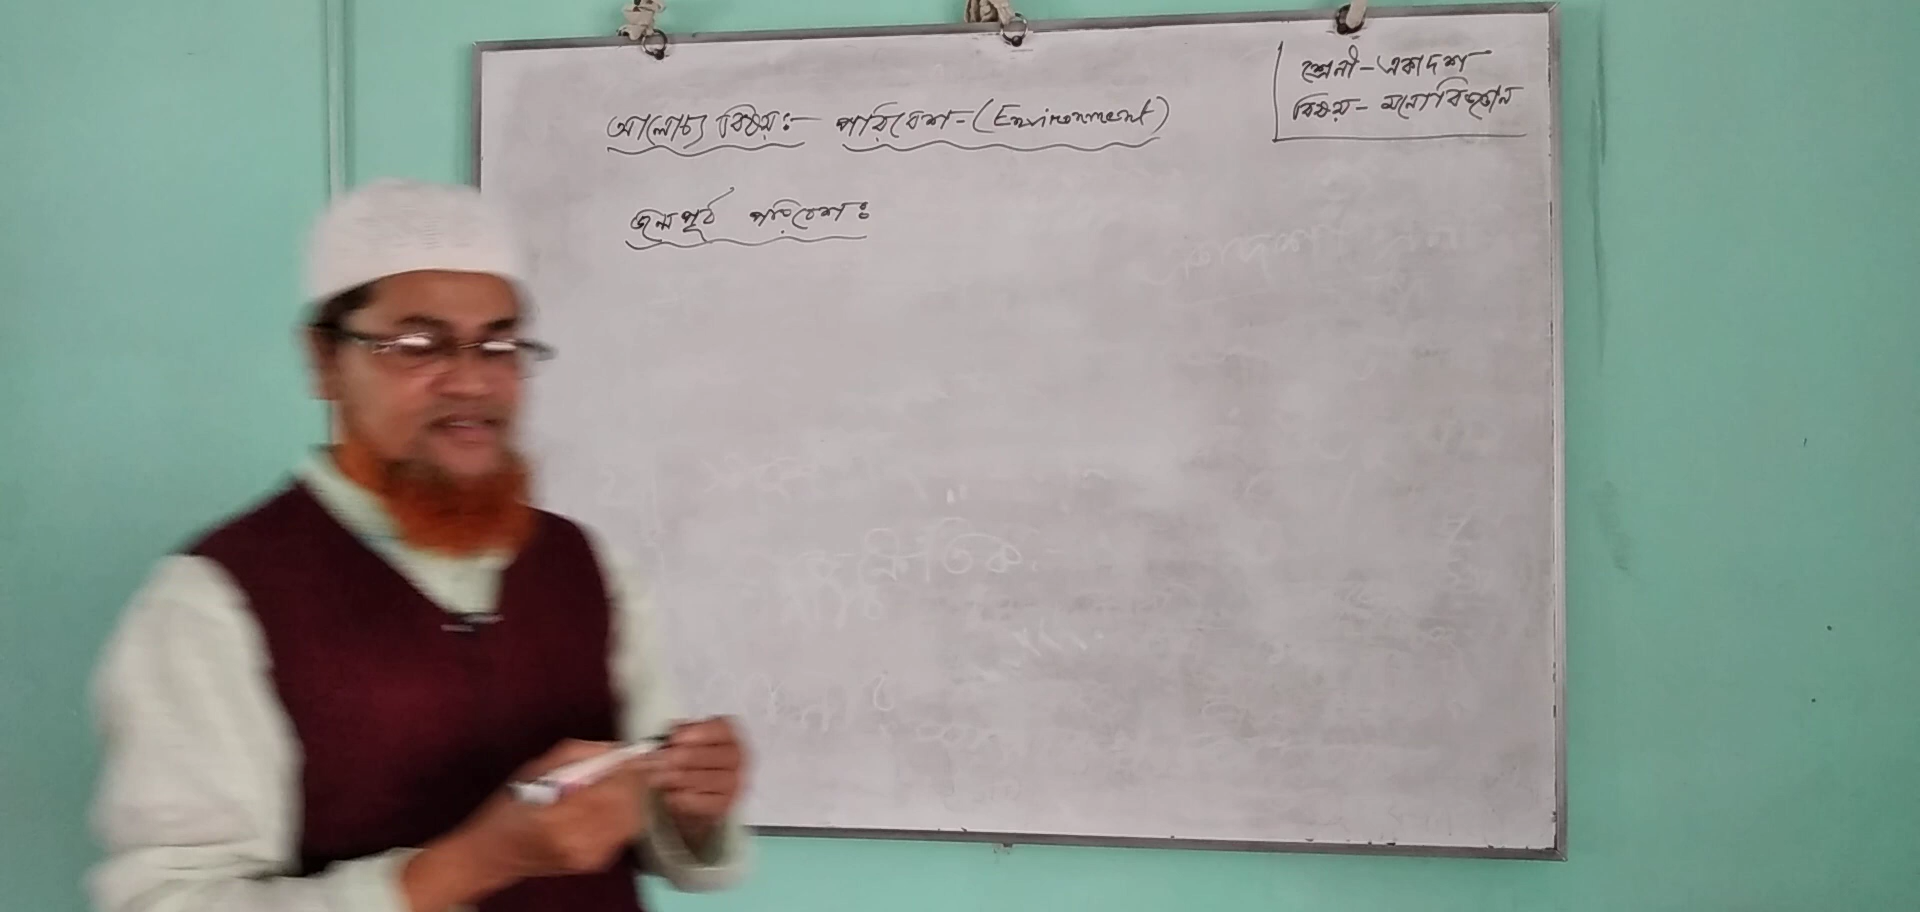 শ্রেনী - একাদশ
বিষয় - মনোবিজ্ঞান
আলোচ্য বিষয়ঃ- পরিবেশ - (Environment)
জন্মপূর্ব পরিবেশ ঃ